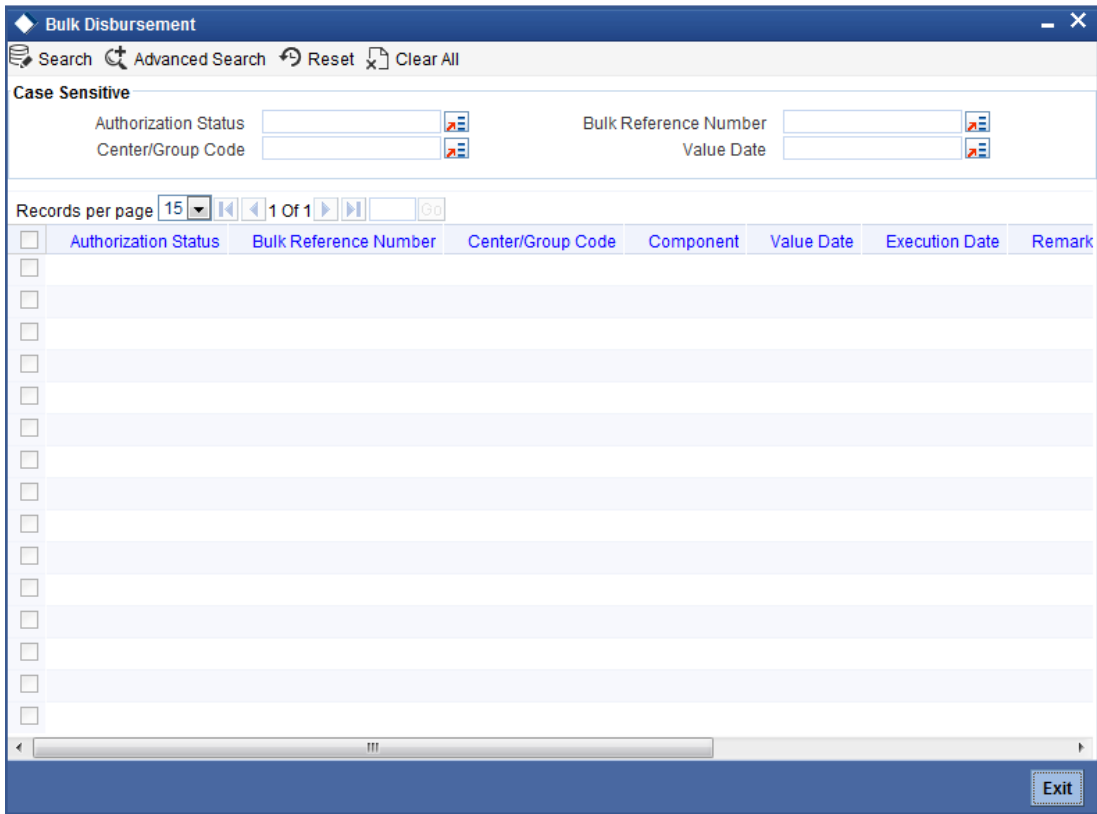 Bulk Disbursement
Search Advanced Search Reset Clear All
Case Sensitive
Authorization Status Bulk Reference Number
Center/Group Code Value Date
Records per page 15 1 Of 1 Go
Authorization Status Bulk Reference Number Center/Group Code Component Value Date Execution Date Remark
Exit